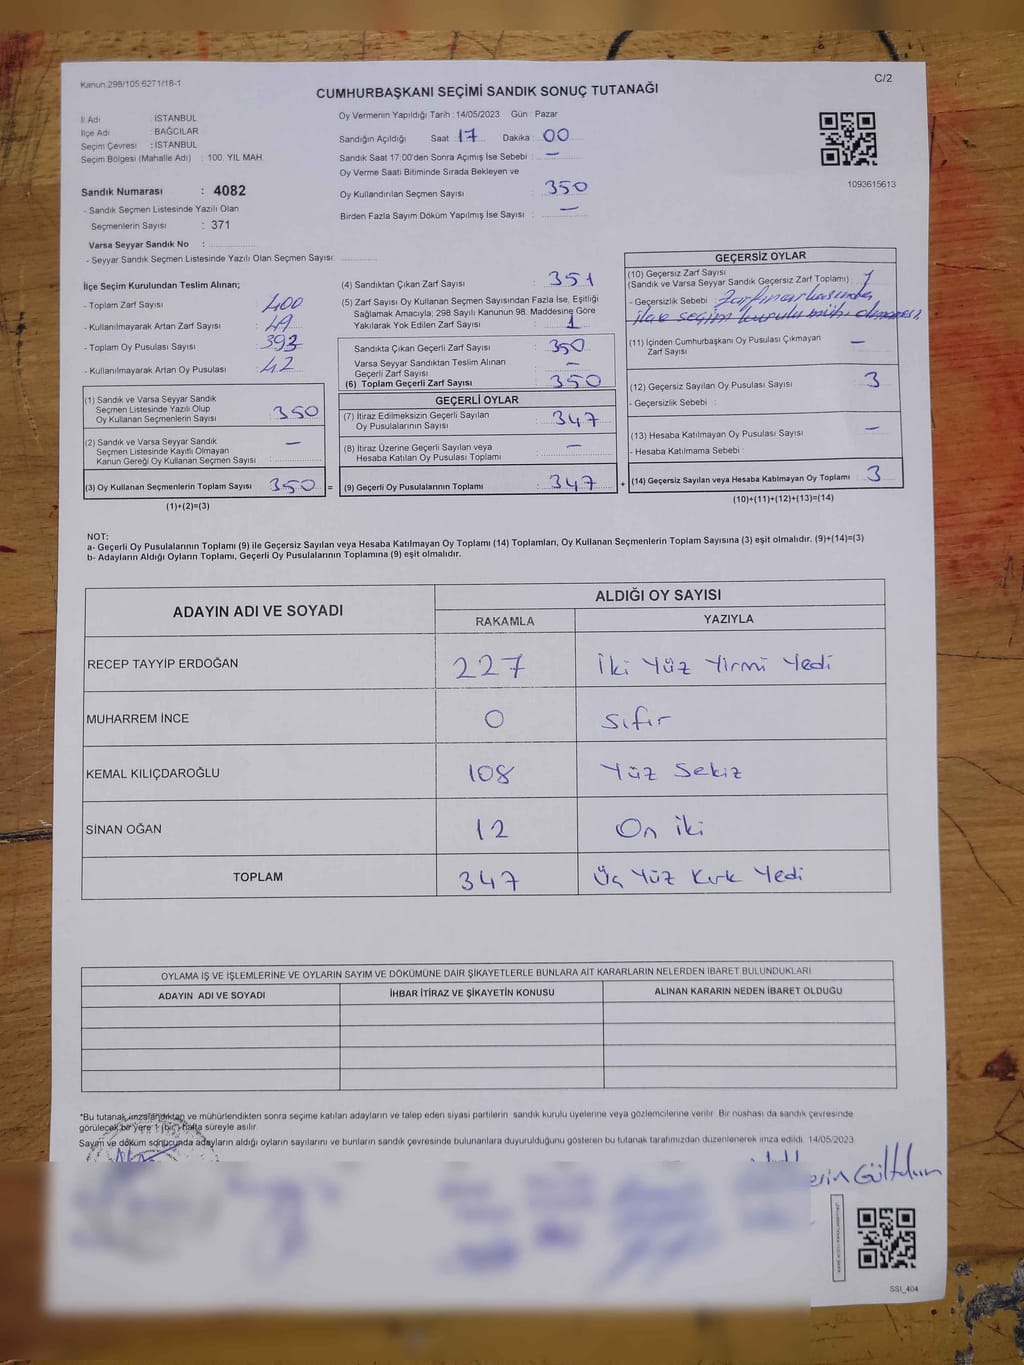 Kanun:298/105;6271/18-1
C/2
CUMHURBAŞKANI SEÇİMİ SANDIK SONUÇ TUTANAĞI
İl Adı : İSTANBUL
İlçe Adı : BAĞCILAR
Seçim Çevresi : İSTANBUL
Seçim Bölgesi (Mahalle Adı) : 100. YIL MAH.
Sandık Numarası : 4082
- Sandık Seçmen Listesinde Yazılı Olan
Seçmenlerin Sayısı : 371
Varsa Seyyar Sandık No :
- Seyyar Sandık Seçmen Listesinde Yazılı Olan Seçmen Sayısı:
Oy Vermenin Yapıldığı Tarih :14/05/2023 Gün : Pazar
Sandığın Açıldığı Saat : 17 Dakika : 00
Sandık Saat 17:00'den Sonra Açımış İse Sebebi : —
Oy Verme Saati Bitiminde Sırada Bekleyen ve
Oy Kullandırılan Seçmen Sayısı : 350
Birden Fazla Sayım Döküm Yapılmış İse Sayısı : —
1093615613
İlçe Seçim Kurulundan Teslim Alınan;
- Toplam Zarf Sayısı : 400
- Kullanılmayarak Artan Zarf Sayısı : 49
- Toplam Oy Pusulası Sayısı : 393
- Kullanılmayarak Artan Oy Pusulası : 42
(1) Sandık ve Varsa Seyyar Sandık
Seçmen Listesinde Yazılı Olup
Oy Kullanan Seçmenlerin Sayısı : 350
(2) Sandık ve Varsa Seyyar Sandık
Seçmen Listesinde Kayıtlı Olmayan
Kanun Gereği Oy Kullanan Seçmen Sayısı : —
(3) Oy Kullanan Seçmenlerin Toplam Sayısı : 350 =
(1)+(2)=(3)
(4) Sandıktan Çıkan Zarf Sayısı : 351
(5) Zarf Sayısı Oy Kullanan Seçmen Sayısından Fazla İse, Eşitliği
Sağlamak Amacıyla; 298 Sayılı Kanunun 98. Maddesine Göre
Yakılarak Yok Edilen Zarf Sayısı : 1
Sandıkta Çıkan Geçerli Zarf Sayısı : 350
Varsa Seyyar Sandıktan Teslim Alınan
Geçerli Zarf Sayısı : —
(6) Toplam Geçerli Zarf Sayısı : 350
GEÇERLİ OYLAR
(7) İtiraz Edilmeksizin Geçerli Sayılan
Oy Pusulalarının Sayısı : 347
(8) İtiraz Üzerine Geçerli Sayılan veya
Hesaba Katılan Oy Pusulası Toplamı : —
(9) Geçerli Oy Pusulalarının Toplamı : 347 +
GEÇERSİZ OYLAR
(10) Geçersiz Zarf Sayısı
(Sandık ve Varsa Seyyar Sandık Geçersiz Zarf Toplamı) : 1
- Geçersizlik Sebebi : Zarfın arkasında
ilçe seçim kurulu mührü olmaması
(11) İçinden Cumhurbaşkanı Oy Pusulası Çıkmayan
Zarf Sayısı : —
(12) Geçersiz Sayılan Oy Pusulası Sayısı : 3
- Geçersizlik Sebebi :
(13) Hesaba Katılmayan Oy Pusulası Sayısı : —
- Hesaba Katılmama Sebebi :
(14) Geçersiz Sayılan veya Hesaba Katılmayan Oy Toplamı : 3
(10)+(11)+(12)+(13)=(14)
NOT:
a- Geçerli Oy Pusulalarının Toplamı (9) ile Geçersiz Sayılan veya Hesaba Katılmayan Oy Toplamı (14) Toplamları, Oy Kullanan Seçmenlerin Toplam Sayısına (3) eşit olmalıdır. (9)+(14)=(3)
b- Adayların Aldığı Oyların Toplamı, Geçerli Oy Pusulalarının Toplamına (9) eşit olmalıdır.
ADAYIN ADI VE SOYADI ALDIĞI OY SAYISI
RAKAMLA YAZIYLA
RECEP TAYYİP ERDOĞAN 227 İki Yüz Yirmi Yedi
MUHARREM İNCE 0 Sıfır
KEMAL KILIÇDAROĞLU 108 Yüz Sekiz
SİNAN OĞAN 12 On iki
TOPLAM 347 Üç Yüz Kırk Yedi
OYLAMA İŞ VE İŞLEMLERİNE VE OYLARIN SAYIM VE DÖKÜMÜNE DAİR ŞİKAYETLERLE BUNLARA AİT KARARLARIN NELERDEN İBARET BULUNDUKLARI
ADAYIN ADI VE SOYADI İHBAR İTİRAZ VE ŞİKAYETİN KONUSU ALINAN KARARIN NEDEN İBARET OLDUĞU
*Bu tutanak imzalandıktan ve mühürlendikten sonra seçime katılan adayların ve talep eden siyasi partilerin sandık kurulu üyelerine veya gözlemcilerine verilir. Bir nüshası da sandık çevresinde
görülecek bir yere 1 (bir) hafta süreyle asılır.
Sayım ve döküm sonucunda adayların aldığı oyların sayılarını ve bunların sandık çevresinde bulunanlara duyurulduğunu gösteren bu tutanak tarafımızdan düzenlenerek imza edildi. 14/05/2023
SSI_404